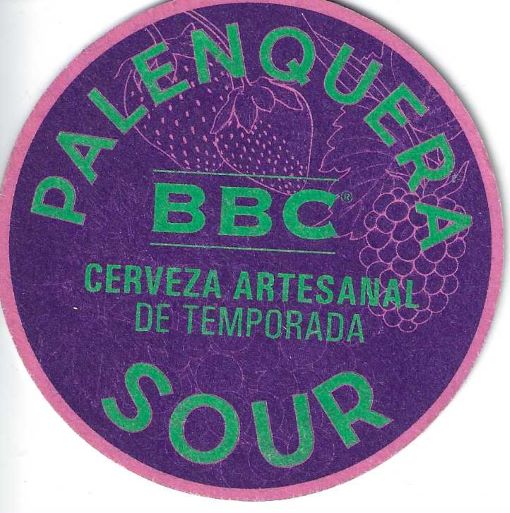 PALENQUERA
BBC®
CERVEZA ARTESANAL
DE TEMPORADA
SOUR